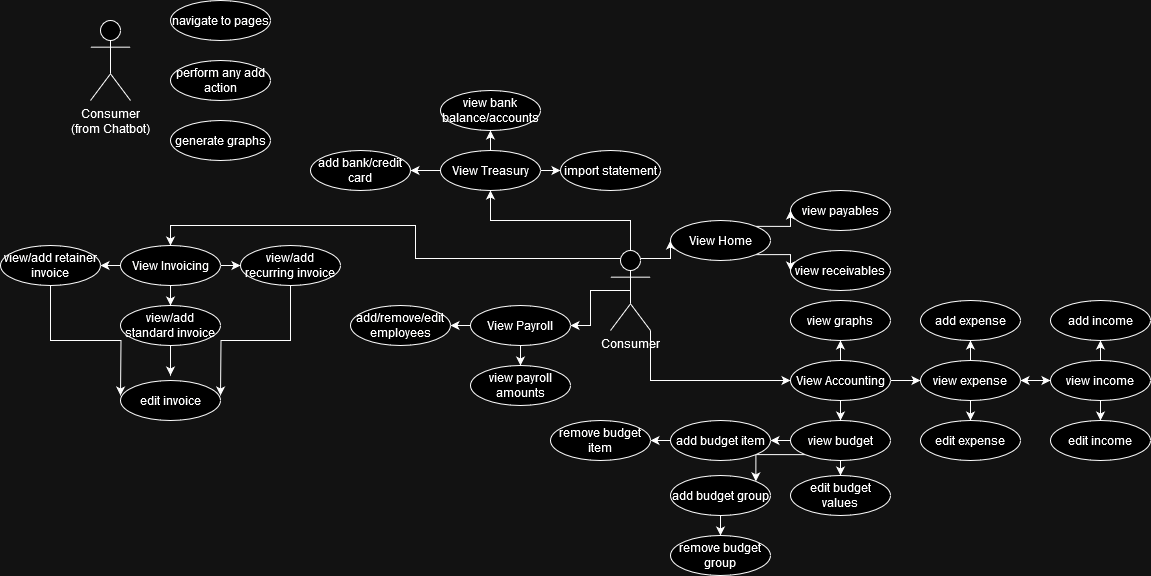 navigate to pages
perform any add
action
generate graphs
Consumer
(from Chatbot)
view bank
balance/accounts
add bank/credit
card
View Treasury
import statement
view payables
View Home
view receivables
view/add retainer
invoice
View Invoicing
view/add
recurring invoice
view/add
standard invoice
edit invoice
add/remove/edit
employees
View Payroll
view payroll
amounts
Consumer
view graphs
add expense
add income
View Accounting
view expense
view income
remove budget
item
add budget item
view budget
edit expense
edit income
add budget group
edit budget
values
remove budget
group